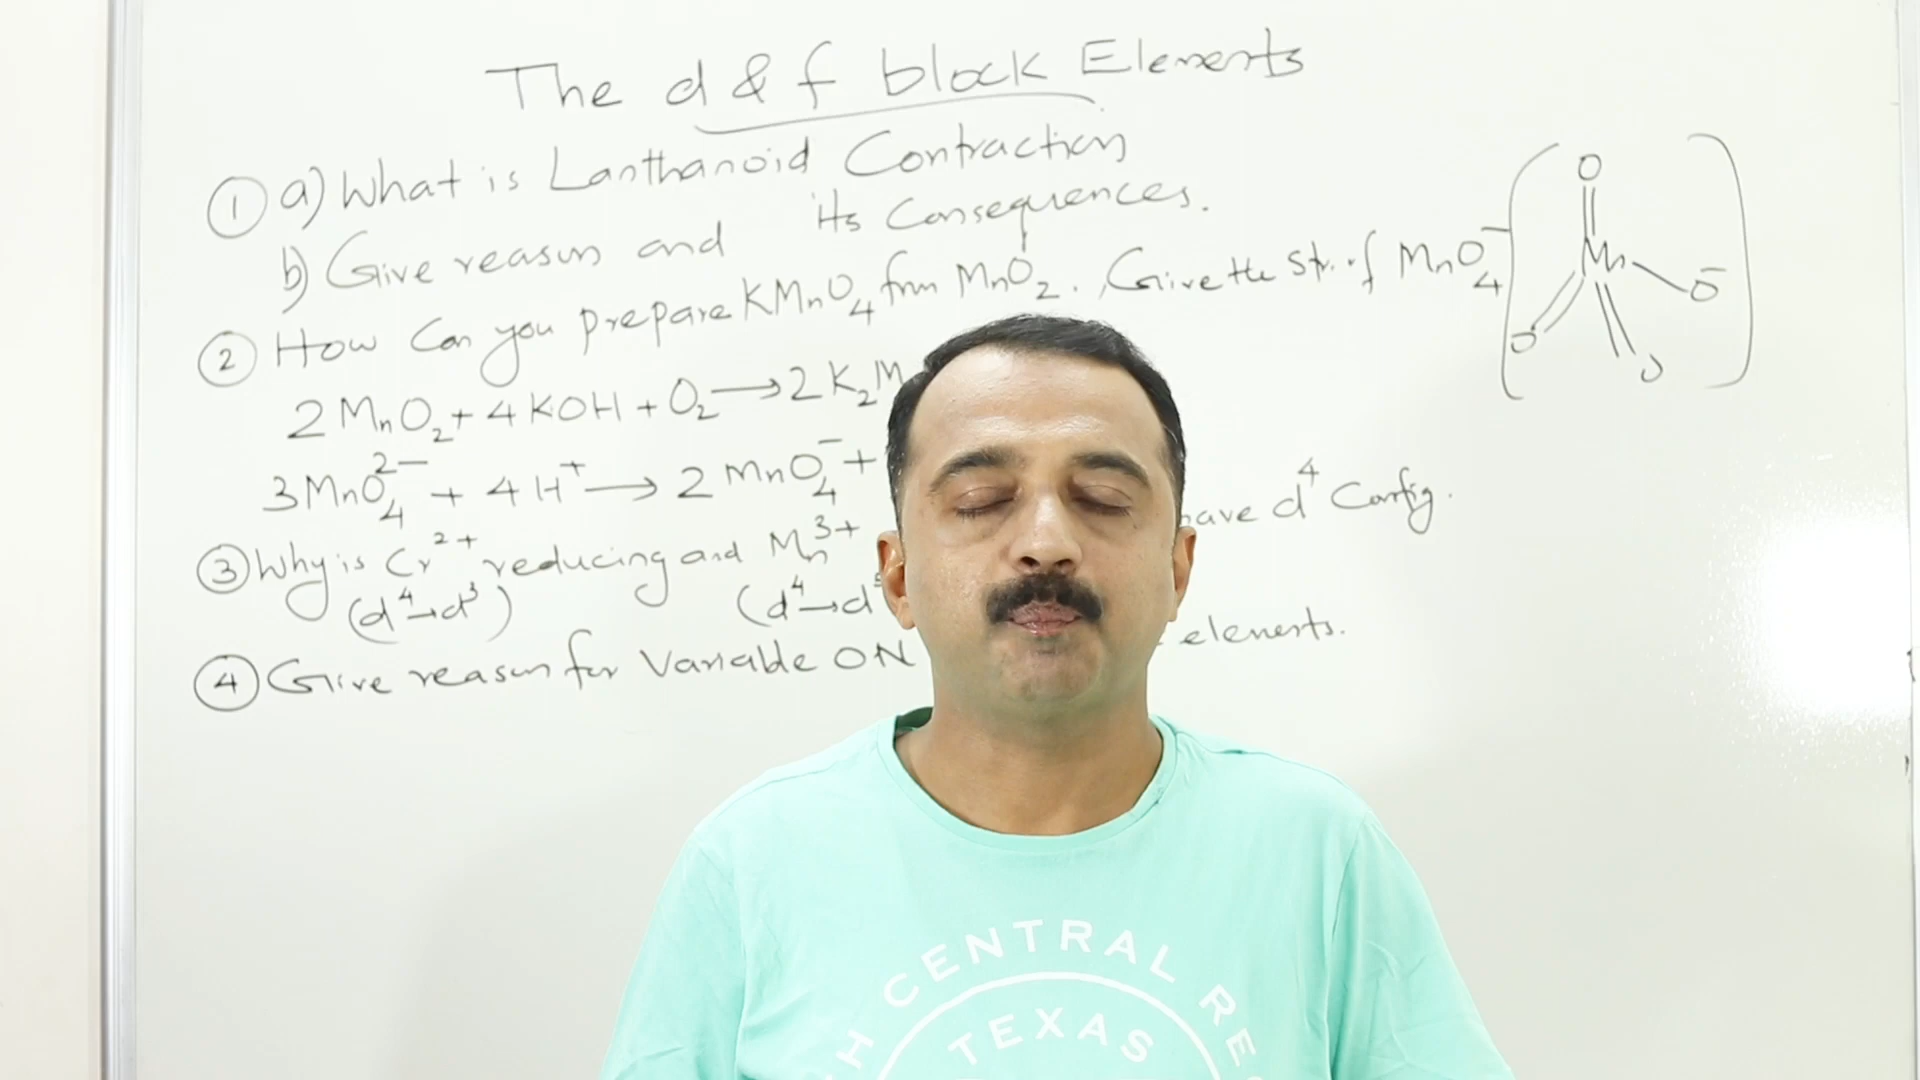 The d & f block Elements
① a) What is Lanthanoid Contraction
b) Give reason and its Consequences.
② How Can you prepare KMnO₄ from MnO₂. Give the Str. of MnO₄⁻
O
Mn
O⁻
O
O
2MnO₂ + 4KOH + O₂ → 2K₂M
3MnO₄²⁻ + 4H⁺ → 2MnO₄⁻ +
③ Why is Cr²⁺ reducing and Mn³⁺ have d⁴ Config.
(d⁴→d³) (d⁴→d⁵
④ Give reason for Variable ON elements.
H CENTRAL RE
TEXAS